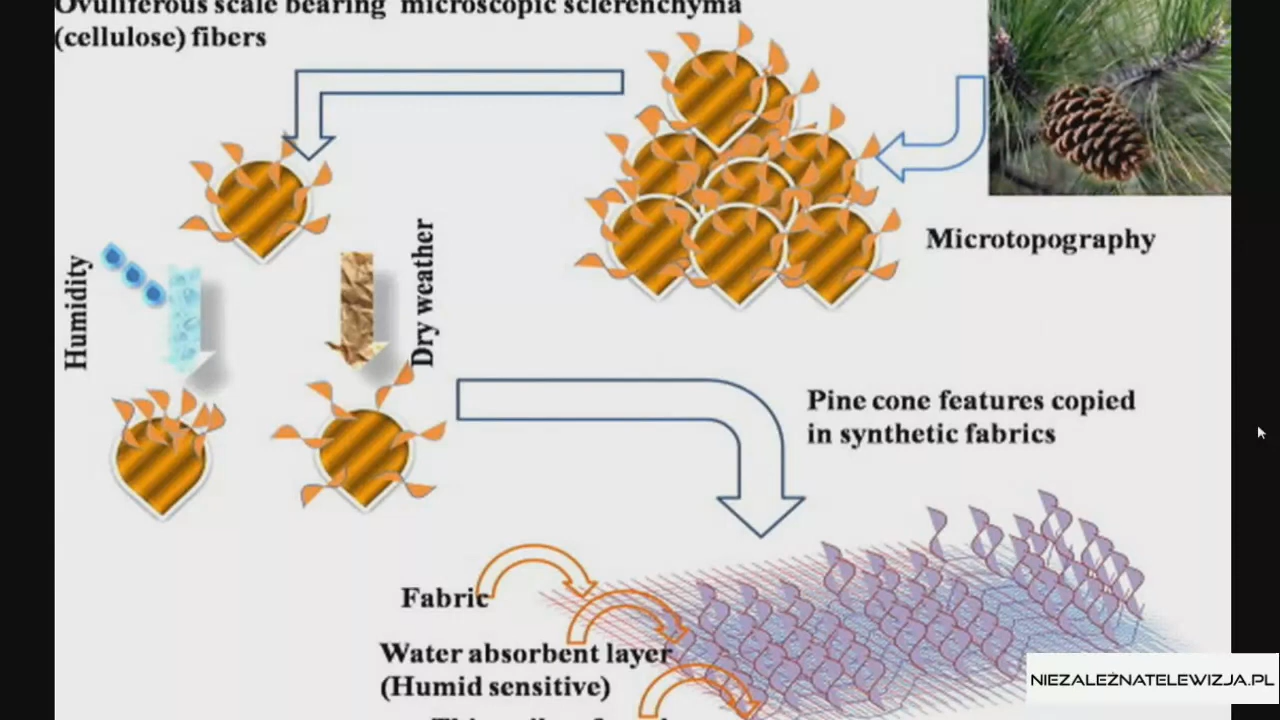 Ovuliferous scale bearing microscopic sclerenchyma
(cellulose) fibers
Microtopography
Humidity
Dry weather
Pine cone features copied
in synthetic fabrics
Fabric
Water absorbent layer
(Humid sensitive)
NIEZALEŻNATELEWIZJA.PL